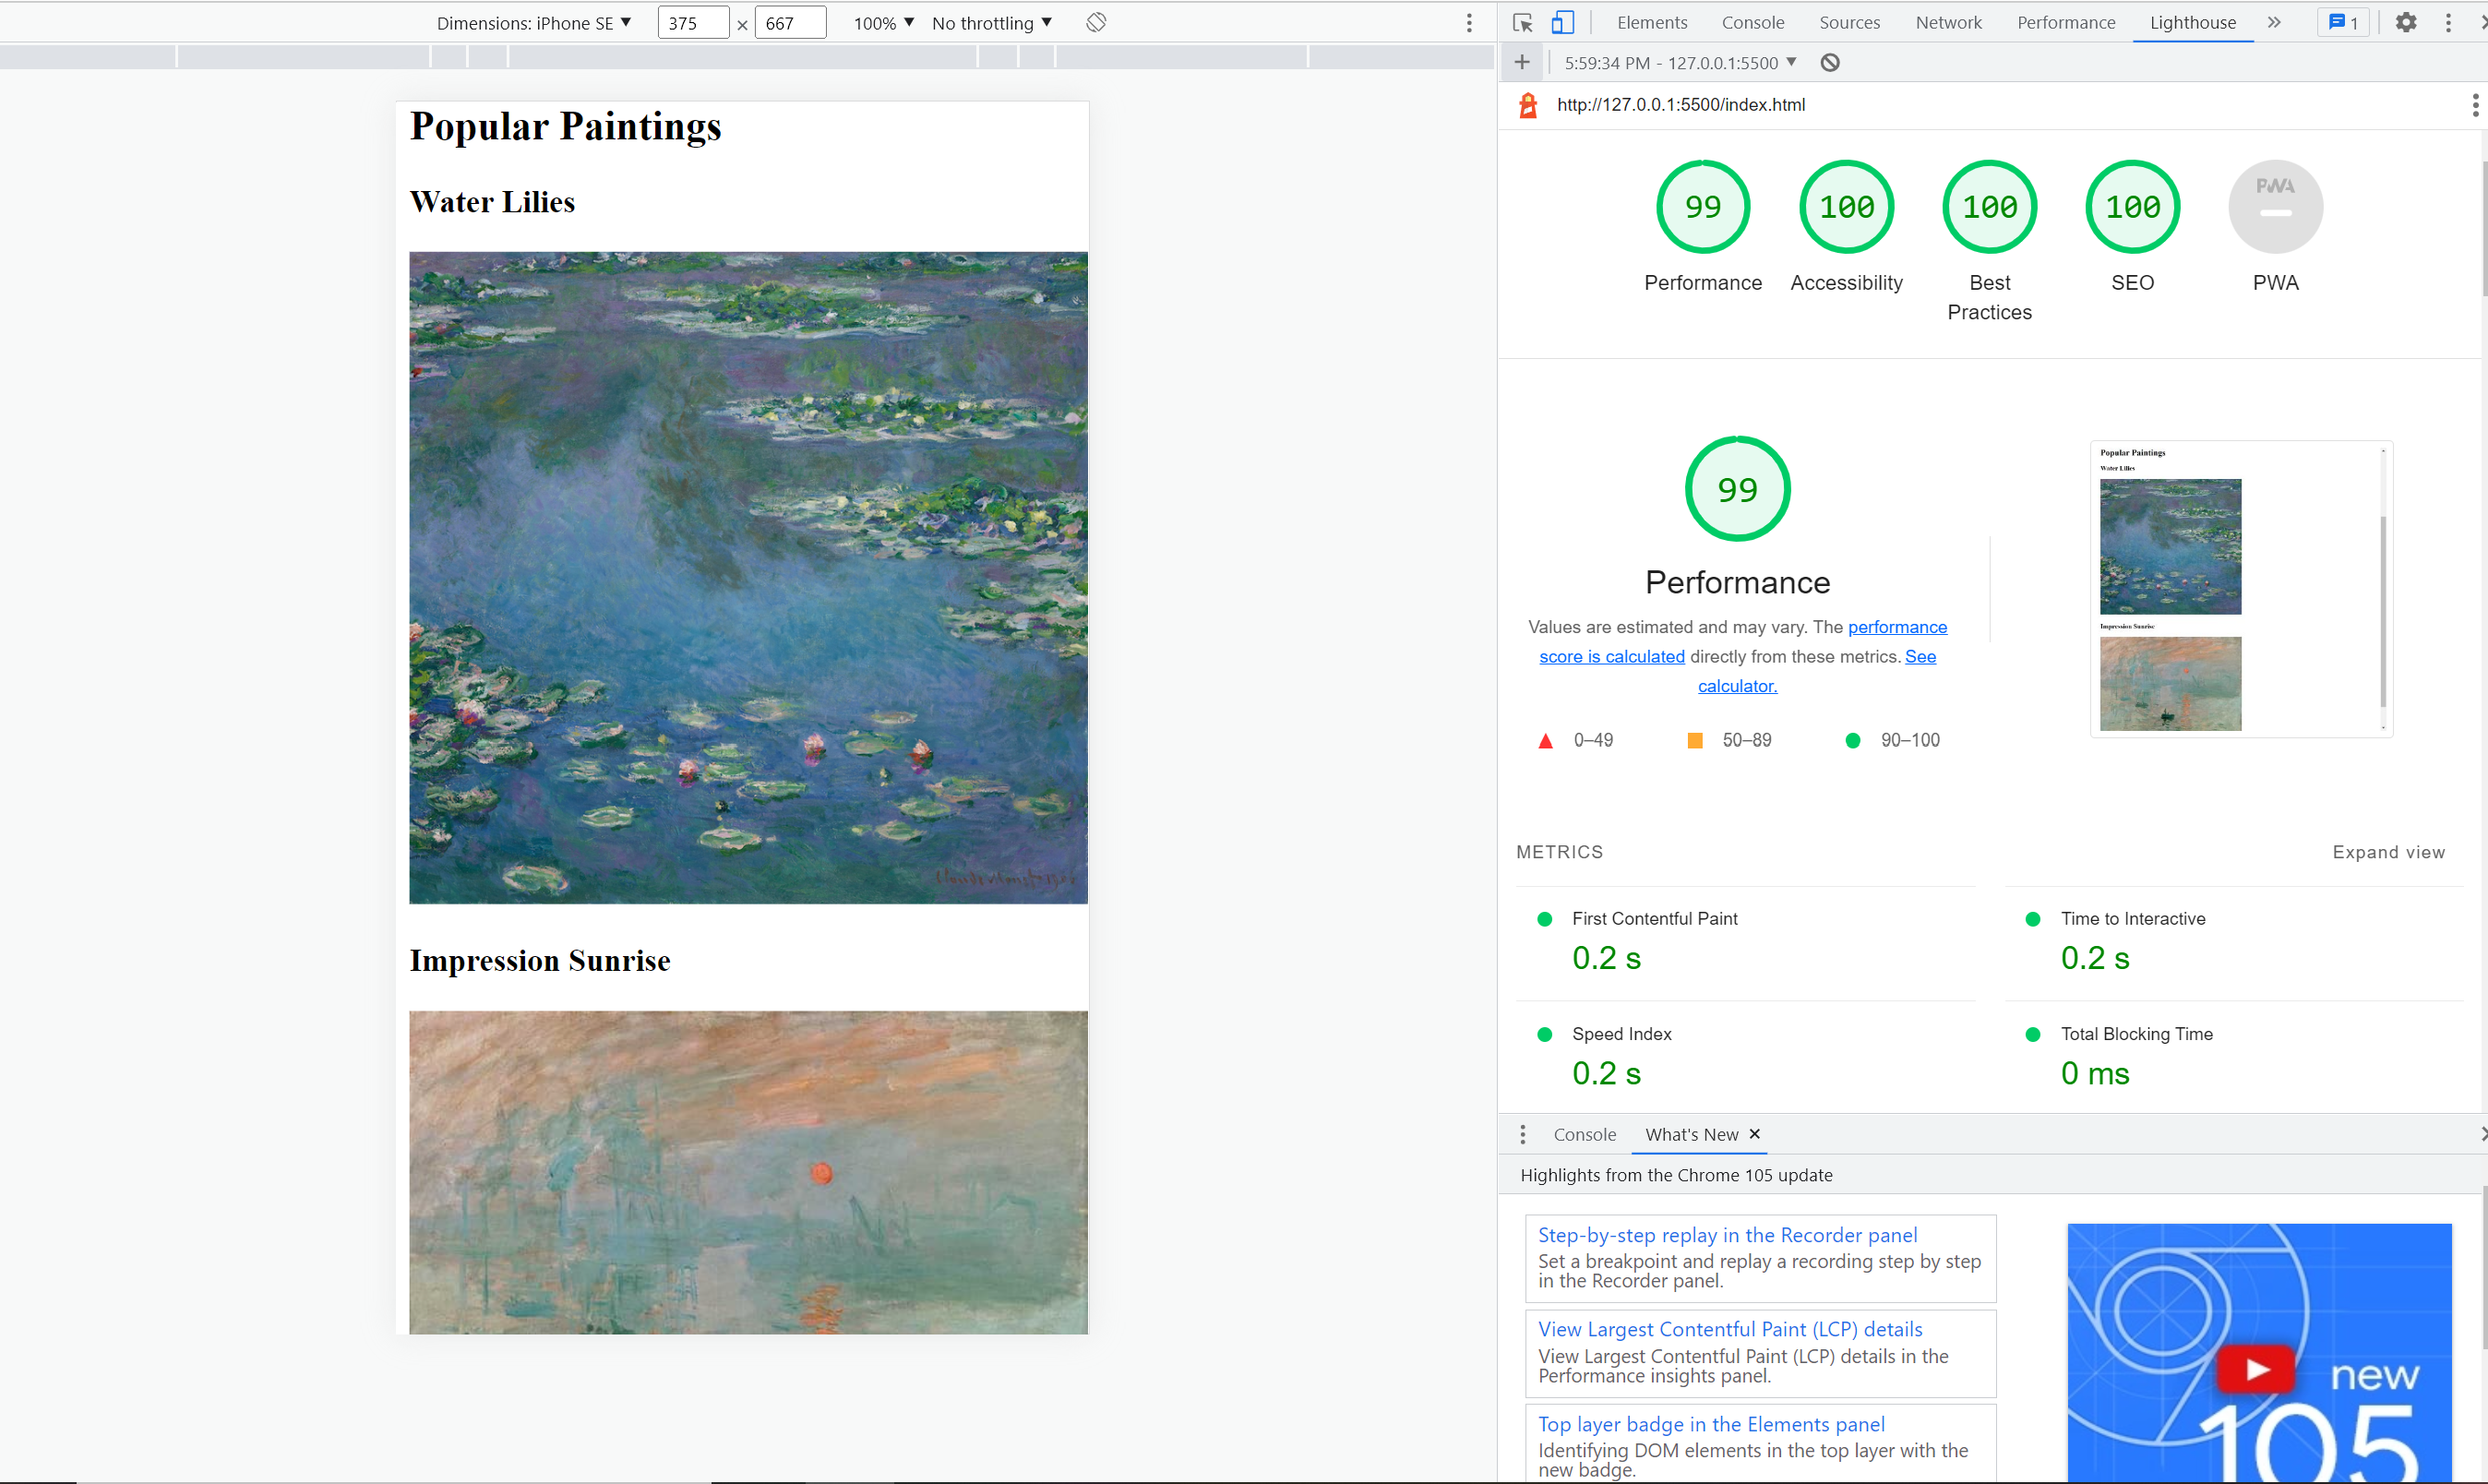 Dimensions: iPhone SE ▼ 375 × 667 100% ▼ No throttling ▼
Popular Paintings
Water Lilies
Impression Sunrise
Elements Console Sources Network Performance Lighthouse » 1
+ 5:59:34 PM - 127.0.0.1:5500 ▼
http://127.0.0.1:5500/index.html
99 100 100 100 PWA
Performance Accessibility Best Practices SEO PWA
99
Performance
Values are estimated and may vary. The performance
score is calculated directly from these metrics. See
calculator.
0–49 50–89 90–100
Popular Paintings
Water Lilies
Impression Sunrise
METRICS Expand view
First Contentful Paint
0.2 s
Time to Interactive
0.2 s
Speed Index
0.2 s
Total Blocking Time
0 ms
Console What's New ×
Highlights from the Chrome 105 update
Step-by-step replay in the Recorder panel
Set a breakpoint and replay a recording step by step
in the Recorder panel.
View Largest Contentful Paint (LCP) details
View Largest Contentful Paint (LCP) details in the
Performance insights panel.
Top layer badge in the Elements panel
Identifying DOM elements in the top layer with the
new badge.
new
105